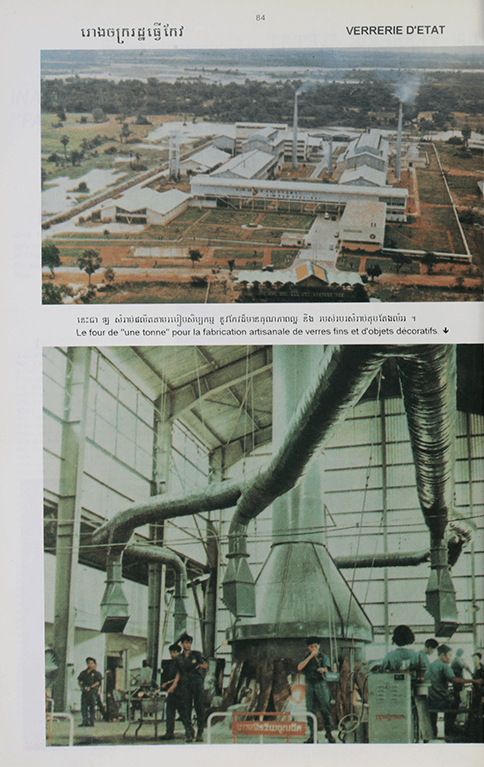 84
រោងចក្ររដ្ឋធ្វើកែវ
VERRERIE D'ETAT
នេះជា ឡ សំរាប់ផលិតតាមរបៀបសិប្បកម្ម នូវកែវដ៏មានគុណភាពល្អ និង របស់របរសំរាប់តុបតែងលំអរ ។
Le four de "une tonne" pour la fabrication artisanale de verres fins et d'objets décoratifs. ↓